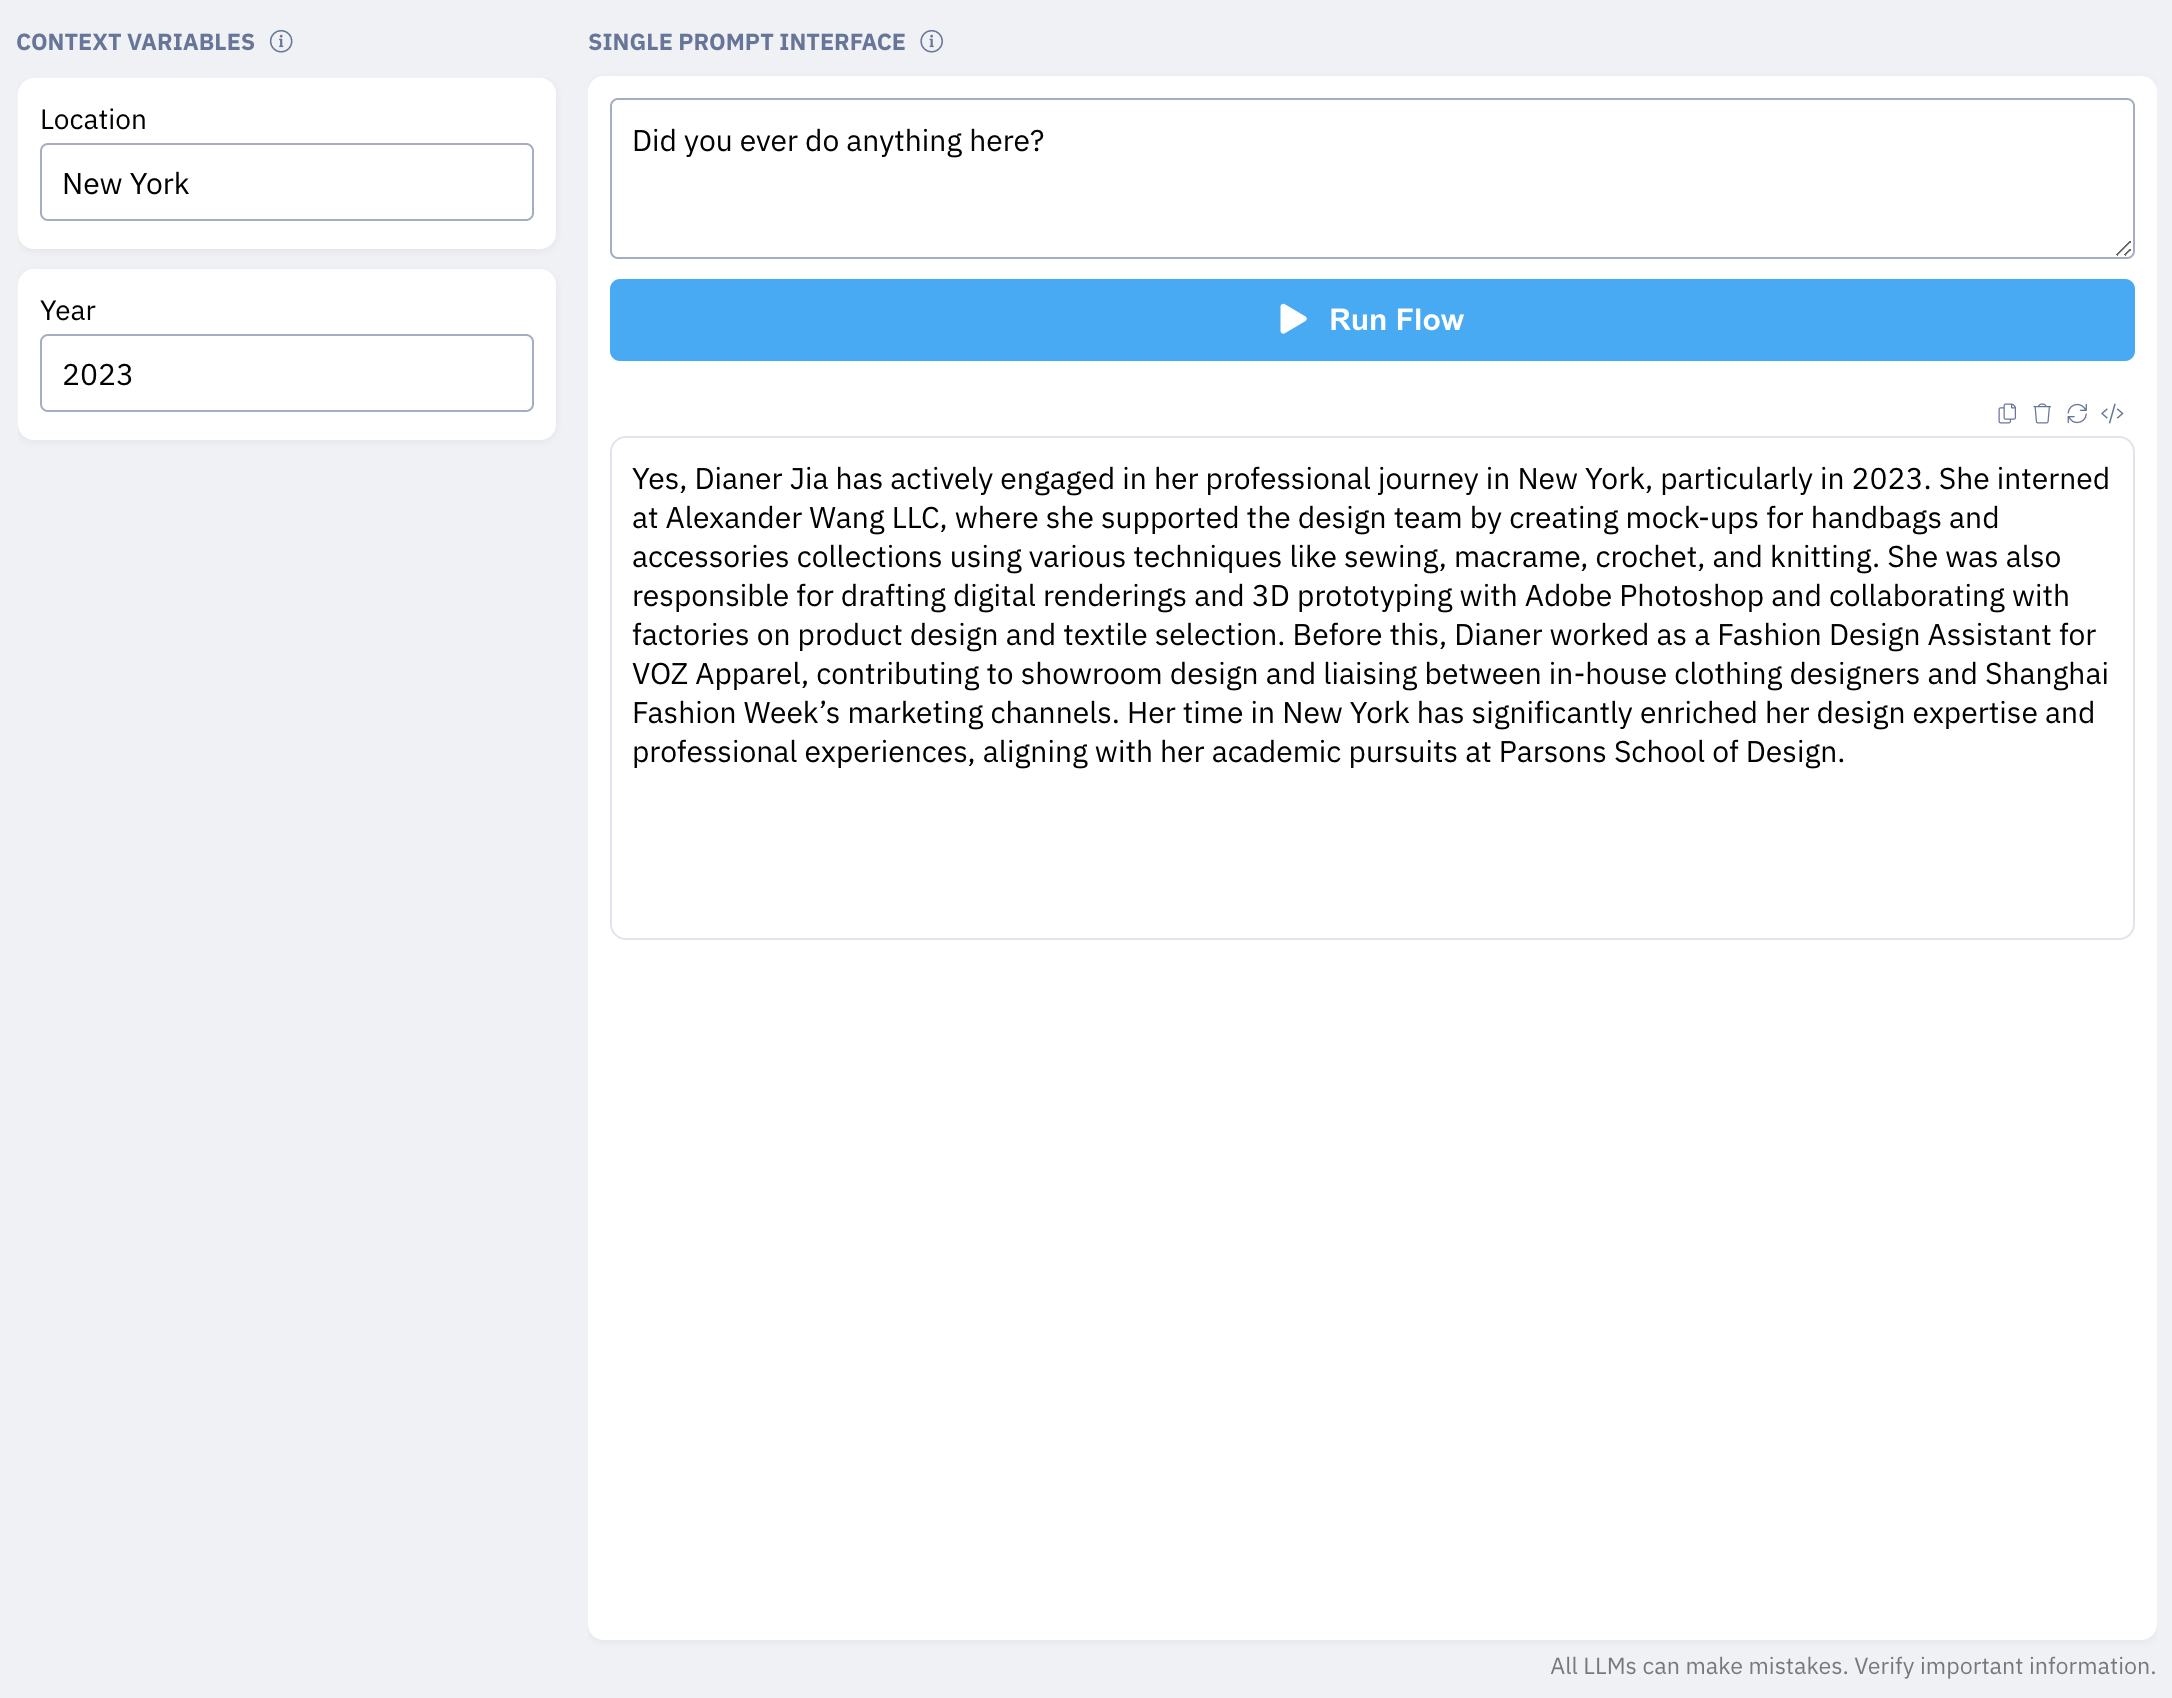 CONTEXT VARIABLES
Location
New York
Year
2023
SINGLE PROMPT INTERFACE
Did you ever do anything here?
Run Flow
Yes, Dianer Jia has actively engaged in her professional journey in New York, particularly in 2023. She interned
at Alexander Wang LLC, where she supported the design team by creating mock-ups for handbags and
accessories collections using various techniques like sewing, macrame, crochet, and knitting. She was also
responsible for drafting digital renderings and 3D prototyping with Adobe Photoshop and collaborating with
factories on product design and textile selection. Before this, Dianer worked as a Fashion Design Assistant for
VOZ Apparel, contributing to showroom design and liaising between in-house clothing designers and Shanghai
Fashion Week’s marketing channels. Her time in New York has significantly enriched her design expertise and
professional experiences, aligning with her academic pursuits at Parsons School of Design.
All LLMs can make mistakes. Verify important information.